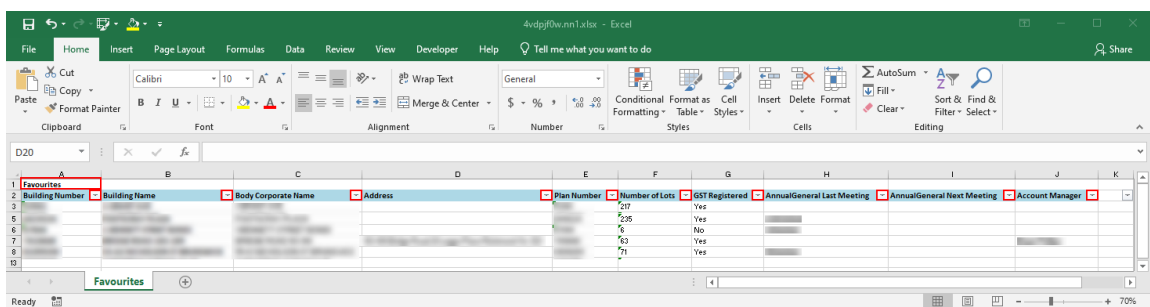 4vdpjf0w.nn1.xlsx - Excel
File Home Insert Page Layout Formulas Data Review View Developer Help Tell me what you want to do Share
Cut
Copy
Format Painter
Paste
Clipboard
Calibri 10
B I U
Font
Wrap Text
Merge & Center
Alignment
General
$ % ,
Number
Conditional Formatting
Format as Table
Cell Styles
Styles
Insert Delete Format
Cells
AutoSum
Fill
Clear
Sort & Filter
Find & Select
Editing
D20 fx
A B C D E F G H I J K
1 Favourites
2 Building Number Building Name Body Corporate Name Address Plan Number Number of Lots GST Registered AnnualGeneral Last Meeting AnnualGeneral Next Meeting Account Manager
3 217 Yes
5 235 Yes
6 6 No
7 63 Yes
8 71 Yes
13
Favourites
Ready 70%